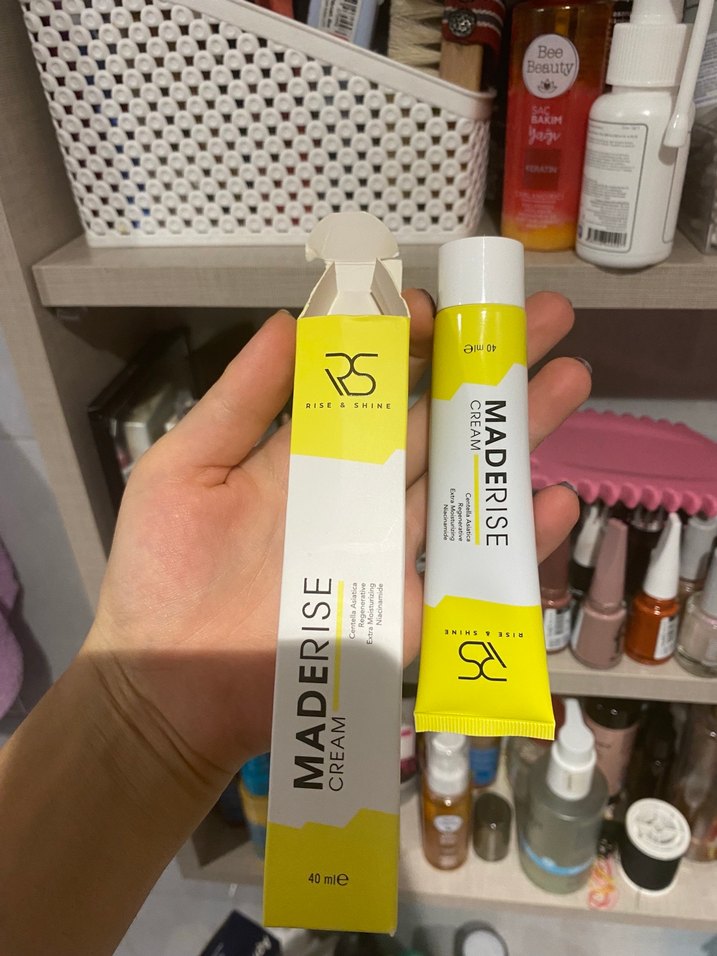 Bee
Beauty
SAÇ
BAKIM
Yağı
KERATIN
RS
RISE & SHINE
MADERISE
CREAM
Centella Asiatica
Regenerative
Extra Moisturizing
Niacinamide
40 ml℮
40 ml℮
MADERISE
CREAM
Centella Asiatica
Regenerative
Extra Moisturizing
Niacinamide
RISE & SHINE
RS